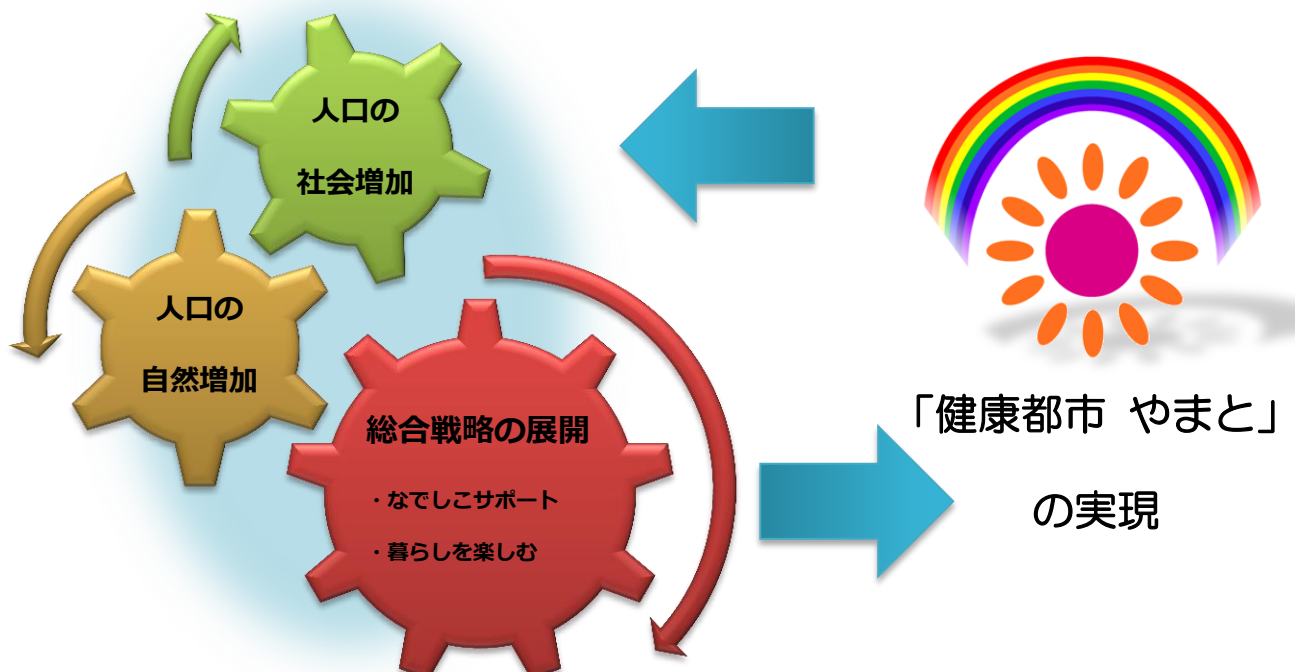 人口の
社会増加
人口の
自然増加
総合戦略の展開
・なでしこサポート
・暮らしを楽しむ
「健康都市 やまと」
の実現